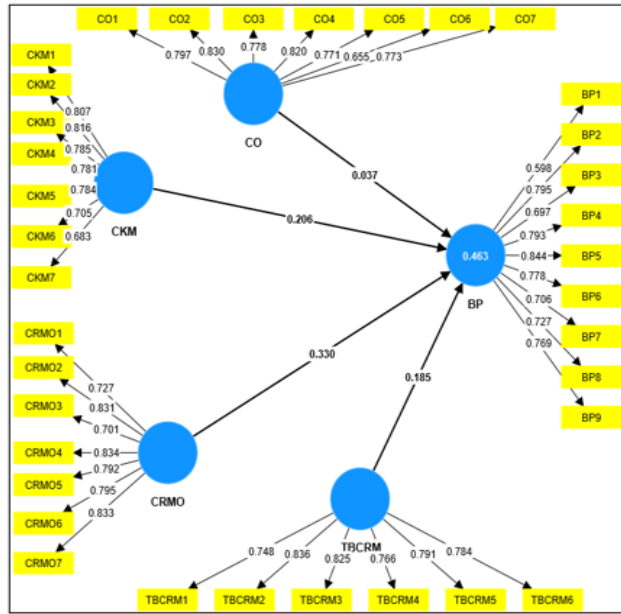 CO1 CO2 CO3 CO4 CO5 CO6 CO7
0.797 0.830 0.778 0.820 0.771 0.655 0.773
CO
CKM1
CKM2
CKM3
CKM4
CKM5
CKM6
CKM7
0.807
0.816
0.785
0.781
0.784
0.705
0.683
CKM
0.037
0.206
0.330
0.185
0.463
BP
BP1
BP2
BP3
BP4
BP5
BP6
BP7
BP8
BP9
0.598
0.795
0.697
0.793
0.844
0.778
0.706
0.727
0.769
CRMO1
CRMO2
CRMO3
CRMO4
CRMO5
CRMO6
CRMO7
0.727
0.831
0.701
0.834
0.792
0.795
0.833
CRMO
TBCRM
0.748 0.836 0.825 0.766 0.791 0.784
TBCRM1 TBCRM2 TBCRM3 TBCRM4 TBCRM5 TBCRM6